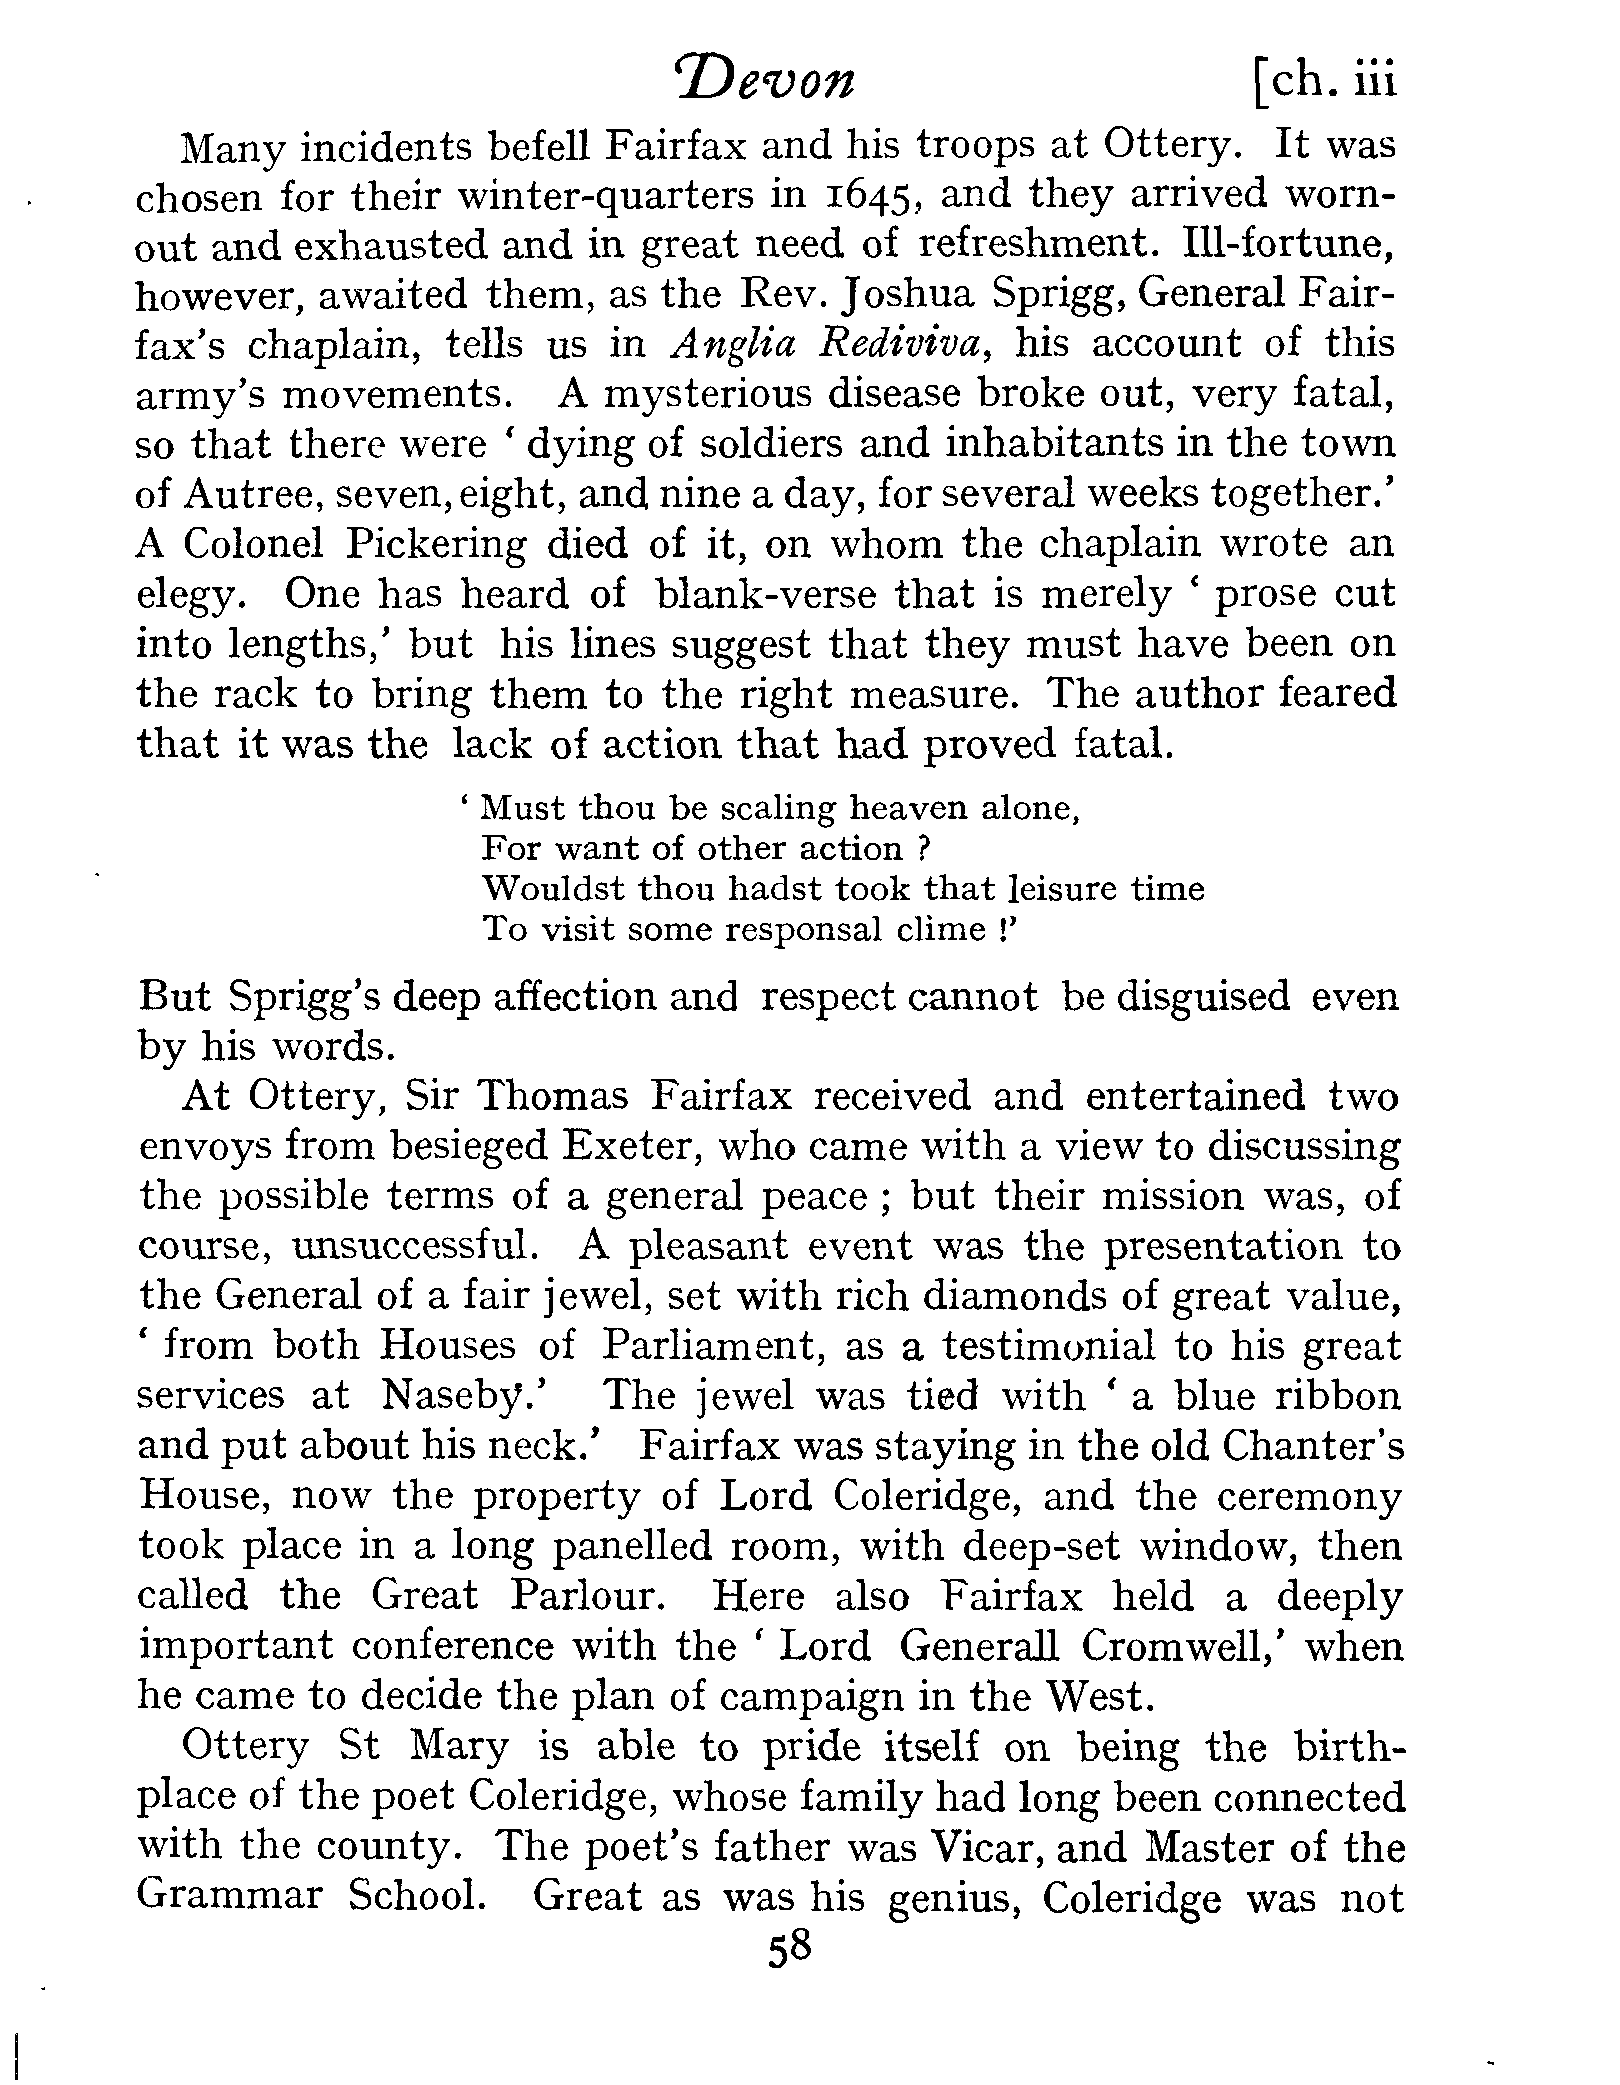 Devon [ch. iii
Many incidents befell Fairfax and his troops at Ottery. It was
chosen for their winter-quarters in 1645, and they arrived worn-
out and exhausted and in great need of refreshment. Ill-fortune,
however, awaited them, as the Rev. Joshua Sprigg, General Fair-
fax's chaplain, tells us in Anglia Rediviva, his account of this
army's movements. A mysterious disease broke out, very fatal,
so that there were ‘ dying of soldiers and inhabitants in the town
of Autree, seven, eight, and nine a day, for several weeks together.’
A Colonel Pickering died of it, on whom the chaplain wrote an
elegy. One has heard of blank-verse that is merely ‘ prose cut
into lengths,’ but his lines suggest that they must have been on
the rack to bring them to the right measure. The author feared
that it was the lack of action that had proved fatal.
‘ Must thou be scaling heaven alone,
For want of other action ?
Wouldst thou hadst took that leisure time
To visit some responsal clime !’
But Sprigg's deep affection and respect cannot be disguised even
by his words.
At Ottery, Sir Thomas Fairfax received and entertained two
envoys from besieged Exeter, who came with a view to discussing
the possible terms of a general peace ; but their mission was, of
course, unsuccessful. A pleasant event was the presentation to
the General of a fair jewel, set with rich diamonds of great value,
‘ from both Houses of Parliament, as a testimonial to his great
services at Naseby.’ The jewel was tied with ‘ a blue ribbon
and put about his neck.’ Fairfax was staying in the old Chanter's
House, now the property of Lord Coleridge, and the ceremony
took place in a long panelled room, with deep-set window, then
called the Great Parlour. Here also Fairfax held a deeply
important conference with the ‘ Lord Generall Cromwell,’ when
he came to decide the plan of campaign in the West.
Ottery St Mary is able to pride itself on being the birth-
place of the poet Coleridge, whose family had long been connected
with the county. The poet's father was Vicar, and Master of the
Grammar School. Great as was his genius, Coleridge was not
58